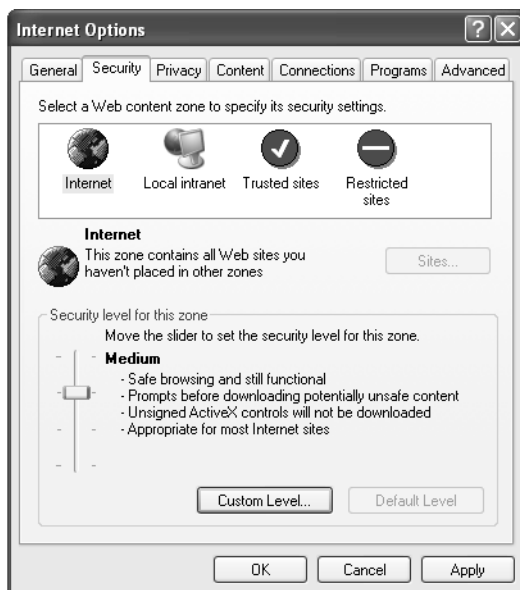 Internet Options
General Security Privacy Content Connections Programs Advanced
Select a Web content zone to specify its security settings.
Internet Local intranet Trusted sites Restricted
sites
Internet
This zone contains all Web sites you
haven't placed in other zones
Sites...
Security level for this zone
Move the slider to set the security level for this zone.
Medium
- Safe browsing and still functional
- Prompts before downloading potentially unsafe content
- Unsigned ActiveX controls will not be downloaded
- Appropriate for most Internet sites
Custom Level... Default Level
OK Cancel Apply